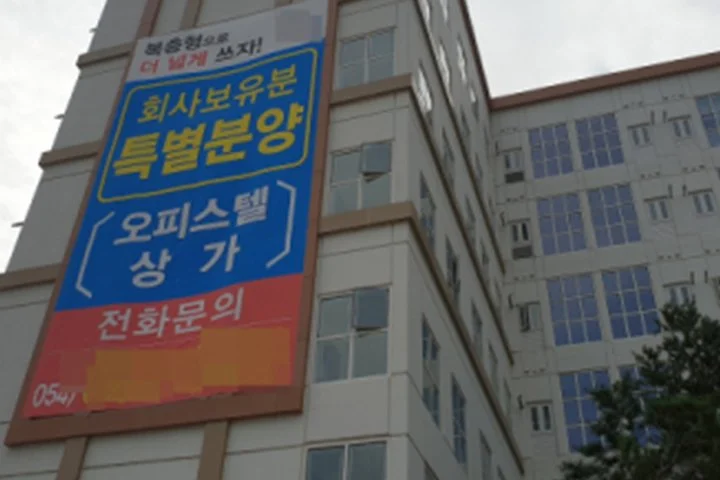 복층형으로
더 넓게 쓰자!
회사보유분
특별분양
오피스텔
상 가
전화문의
054)